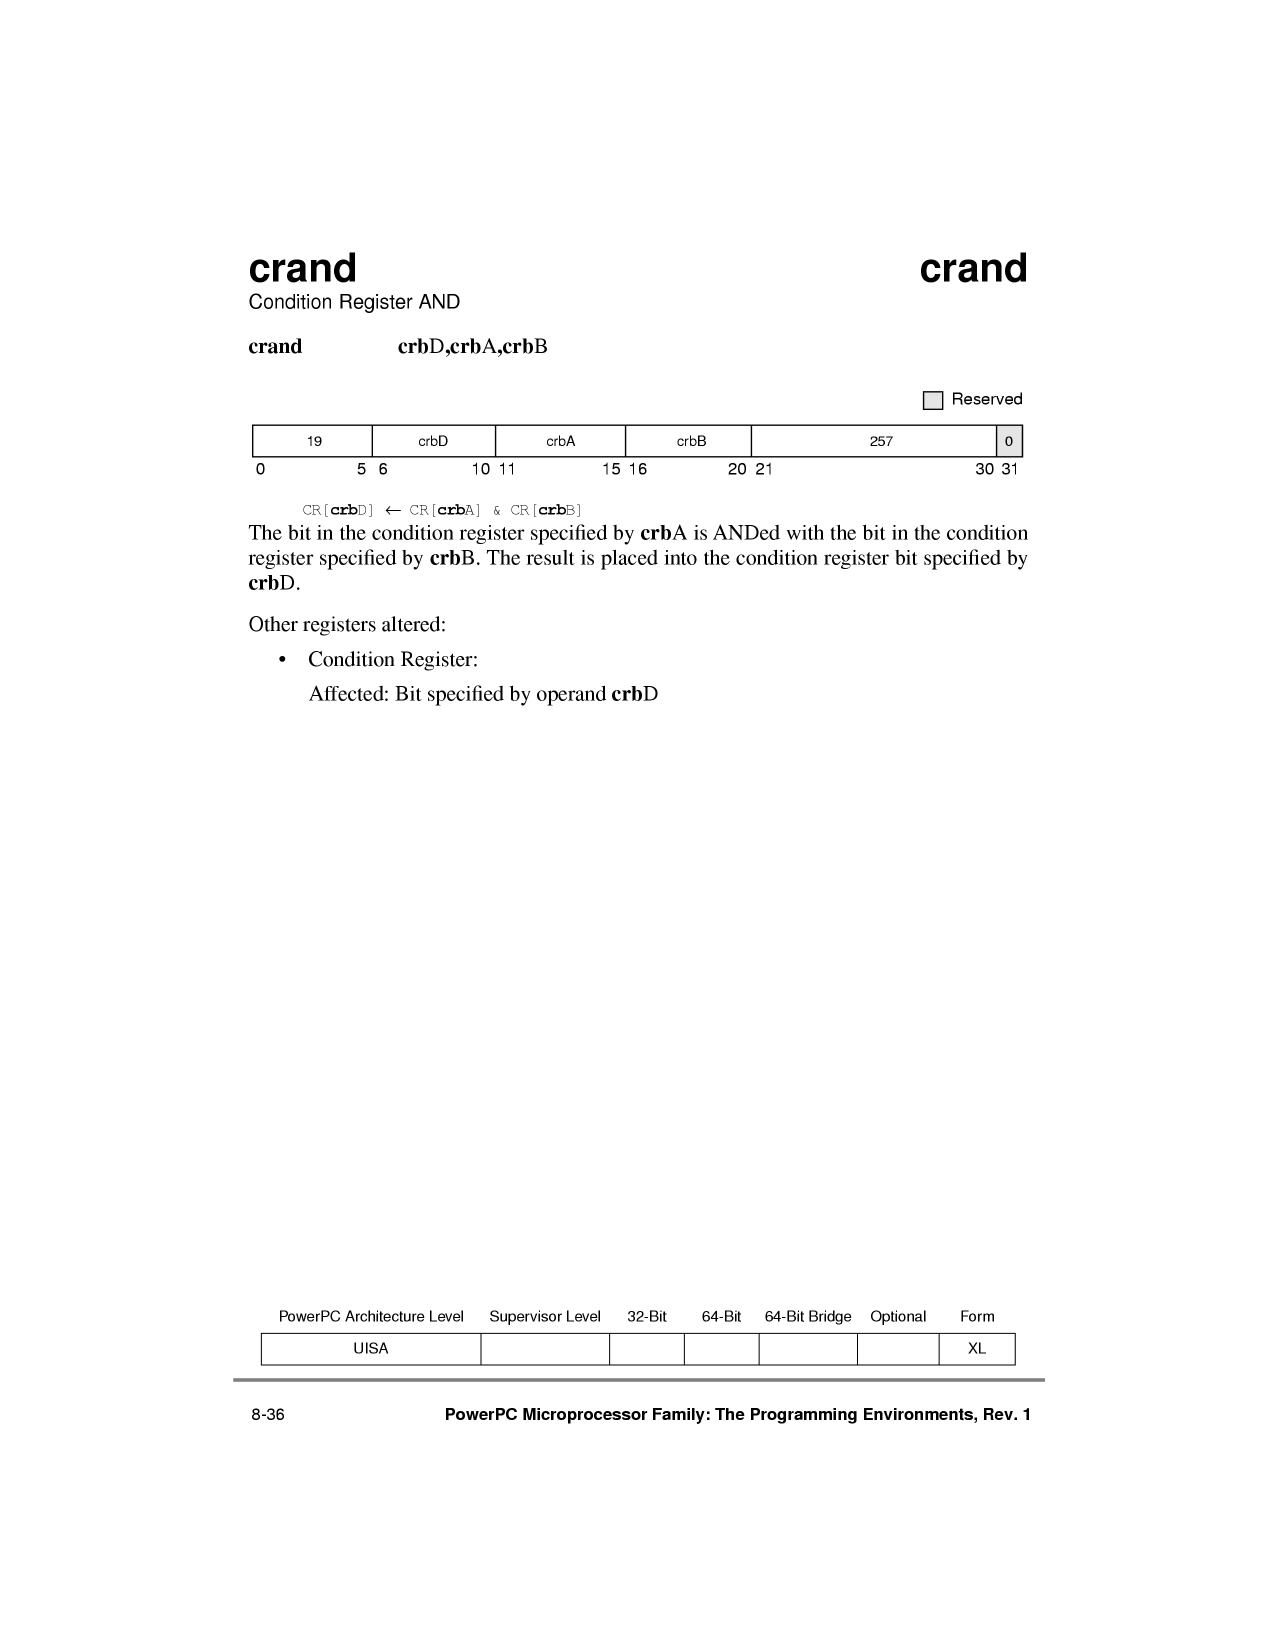 crand crand
Condition Register AND
crand crbD,crbA,crbB
Reserved
19 crbD crbA crbB 257 0
0 5 6 10 11 15 16 20 21 30 31
CR[crbD] ← CR[crbA] & CR[crbB]
The bit in the condition register specified by crbA is ANDed with the bit in the condition
register specified by crbB. The result is placed into the condition register bit specified by
crbD.
Other registers altered:
• Condition Register:
Affected: Bit specified by operand crbD
PowerPC Architecture Level Supervisor Level 32-Bit 64-Bit 64-Bit Bridge Optional Form
UISA XL
8-36 PowerPC Microprocessor Family: The Programming Environments, Rev. 1